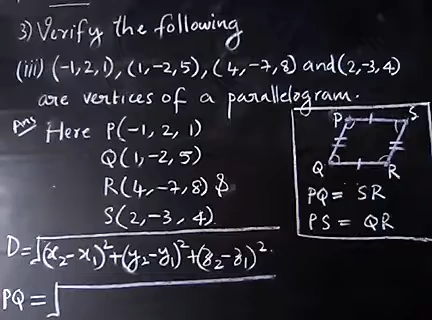 3) Verify the following
(iii) (-1, 2, 1), (1, -2, 5), (4, -7, 8) and (2, -3, 4)
are vertices of a parallelogram.
Ans Here P(-1, 2, 1)
Q(1, -2, 5)
R(4, -7, 8) &
S(2, -3, 4)
P S
Q R
PQ = SR
PS = QR
D = √(x₂-x₁)²+(y₂-y₁)²+(z₂-z₁)².
PQ = √